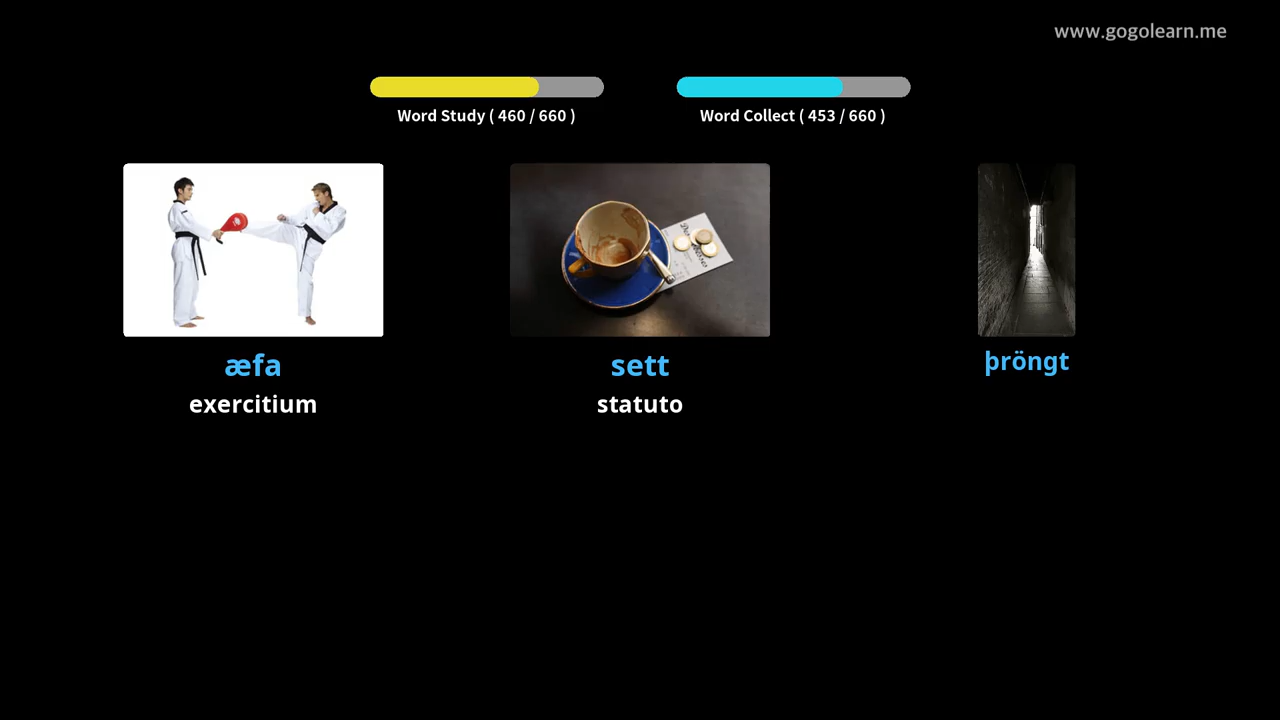 www.gogolearn.me
Word Study ( 460 / 660 )
Word Collect ( 453 / 660 )
æfa
sett
þröngt
exercitium
statuto